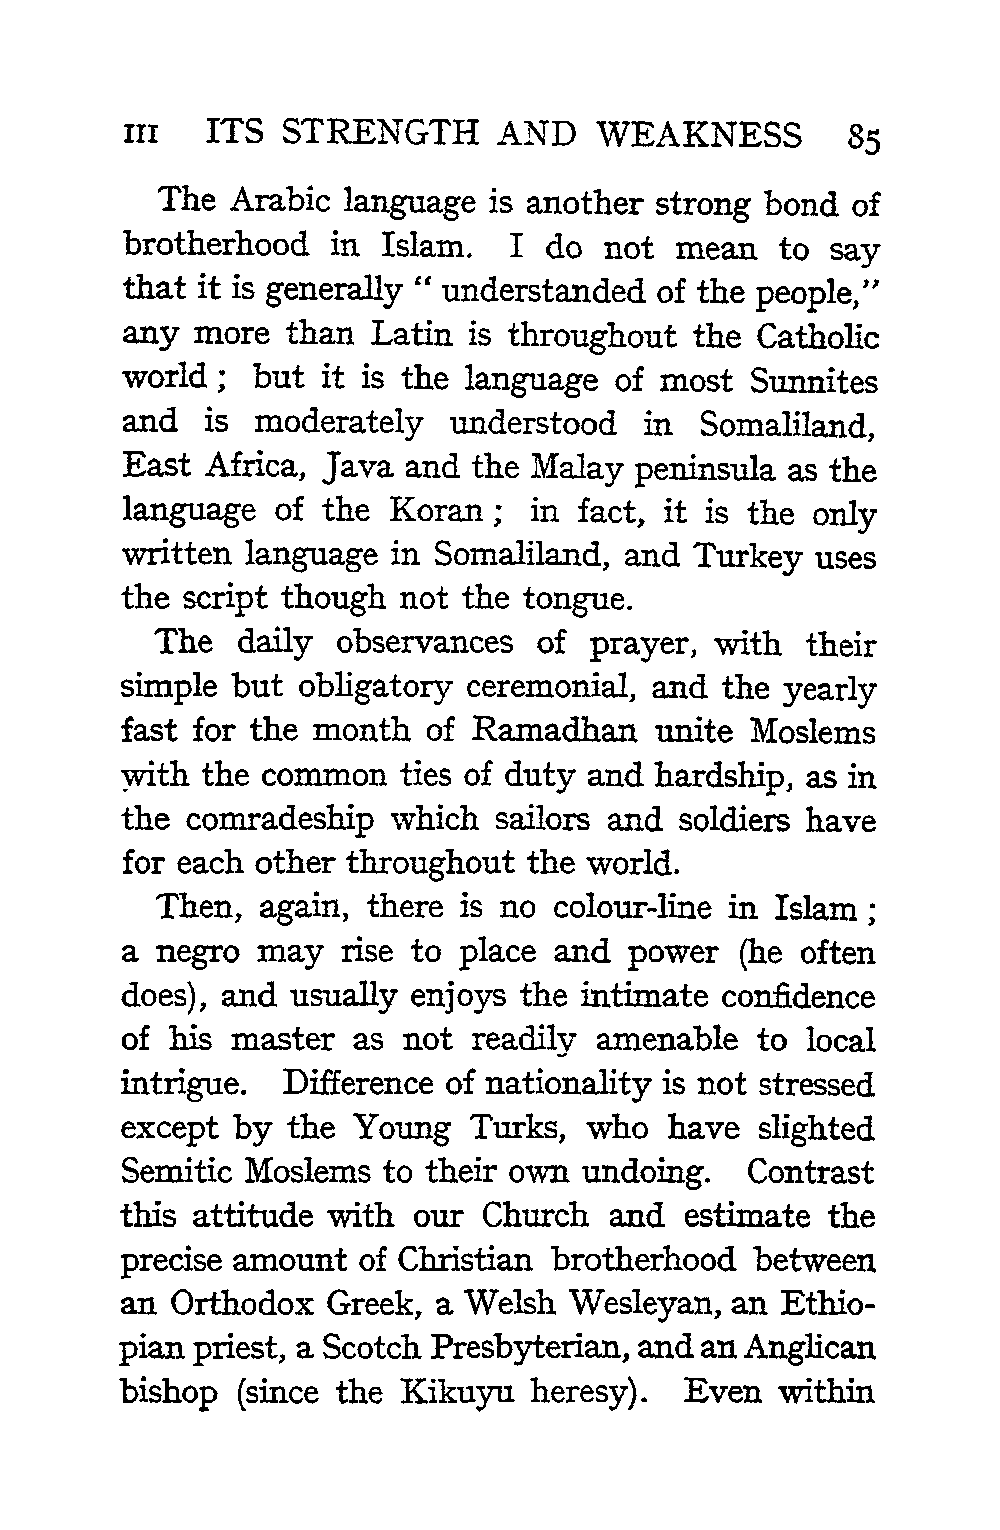 III ITS STRENGTH AND WEAKNESS 85
The Arabic language is another strong bond of
brotherhood in Islam. I do not mean to say
that it is generally “ understanded of the people,”
any more than Latin is throughout the Catholic
world ; but it is the language of most Sunnites
and is moderately understood in Somaliland,
East Africa, Java and the Malay peninsula as the
language of the Koran ; in fact, it is the only
written language in Somaliland, and Turkey uses
the script though not the tongue.
The daily observances of prayer, with their
simple but obligatory ceremonial, and the yearly
fast for the month of Ramadhan unite Moslems
with the common ties of duty and hardship, as in
the comradeship which sailors and soldiers have
for each other throughout the world.
Then, again, there is no colour-line in Islam ;
a negro may rise to place and power (he often
does), and usually enjoys the intimate confidence
of his master as not readily amenable to local
intrigue. Difference of nationality is not stressed
except by the Young Turks, who have slighted
Semitic Moslems to their own undoing. Contrast
this attitude with our Church and estimate the
precise amount of Christian brotherhood between
an Orthodox Greek, a Welsh Wesleyan, an Ethio-
pian priest, a Scotch Presbyterian, and an Anglican
bishop (since the Kikuyu heresy). Even within